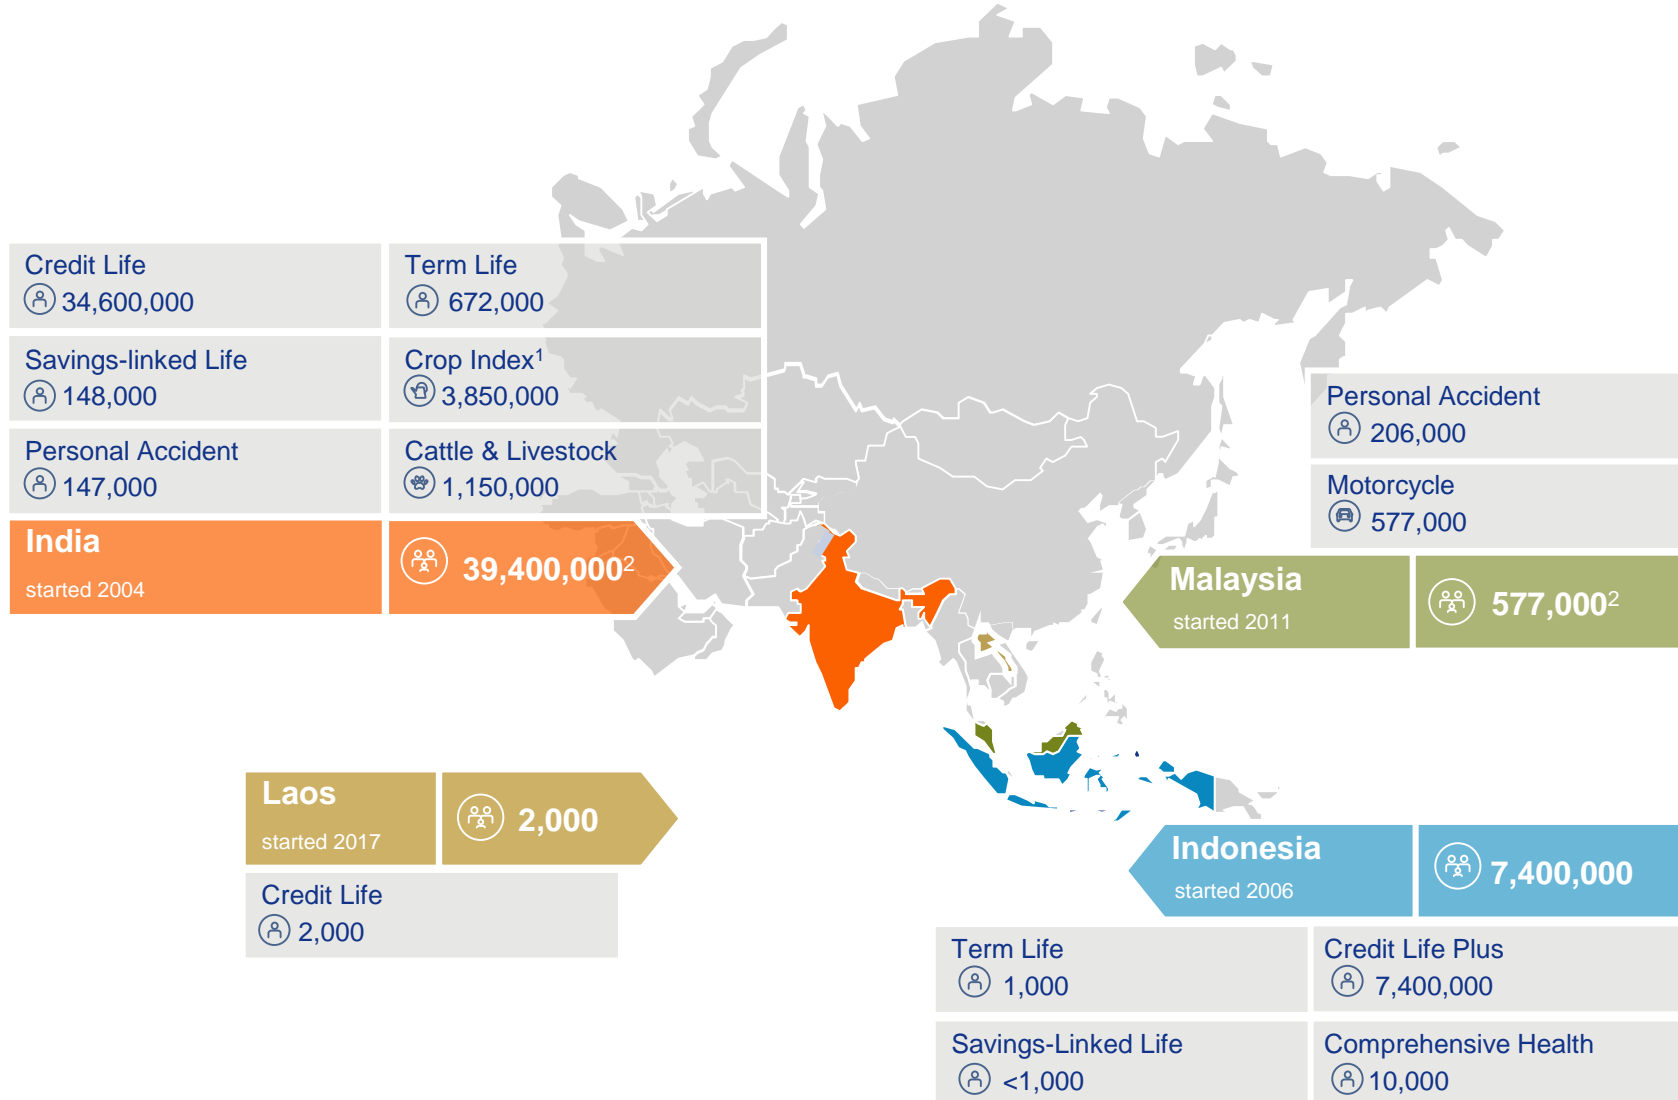 Credit Life
34,600,000
Term Life
672,000
Savings-linked Life
148,000
Crop Index¹
3,850,000
Personal Accident
147,000
Cattle & Livestock
1,150,000
India
started 2004
39,400,000²
Personal Accident
206,000
Motorcycle
577,000
Malaysia
started 2011
577,000²
Laos
started 2017
2,000
Credit Life
2,000
Indonesia
started 2006
7,400,000
Term Life
1,000
Credit Life Plus
7,400,000
Savings-Linked Life
<1,000
Comprehensive Health
10,000